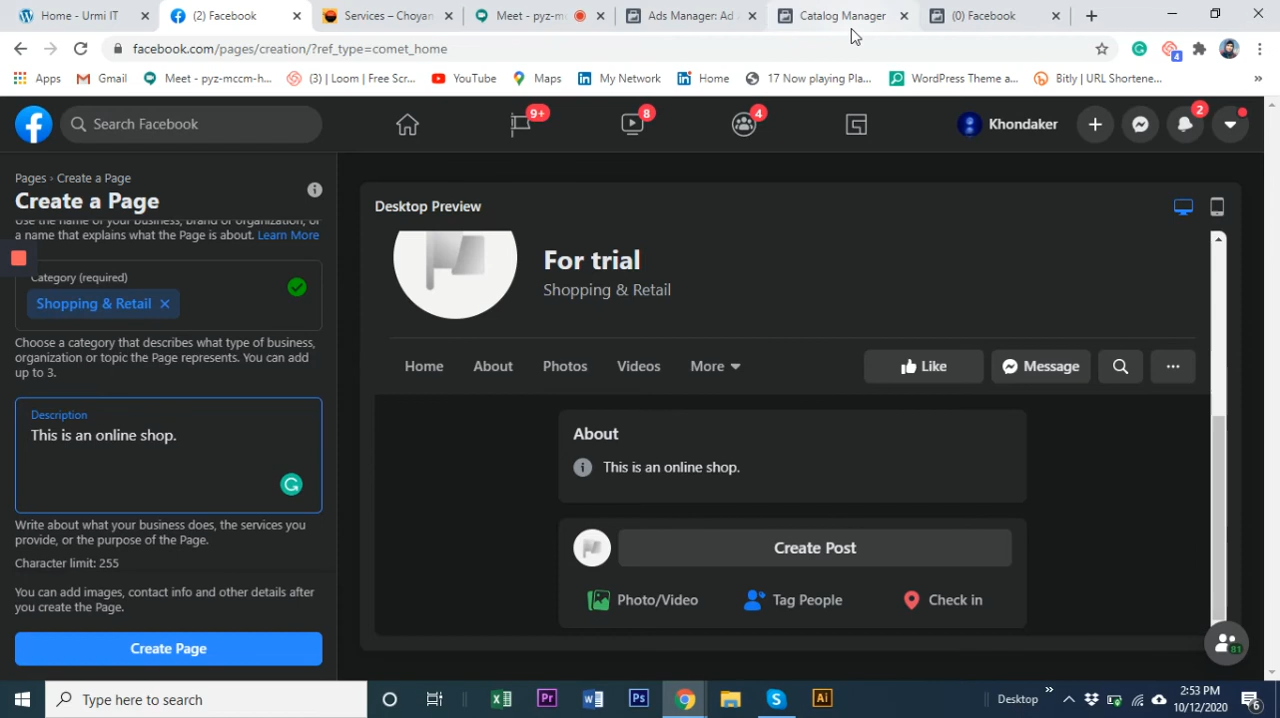 Home - Urmi IT
(2) Facebook
Services – Choyan
Meet - pyz-m
Ads Manager: Ad
Catalog Manager
(0) Facebook
facebook.com/pages/creation/?ref_type=comet_home
4
Apps
Gmail
Meet - pyz-mccm-h...
(3) | Loom | Free Scr...
YouTube
Maps
My Network
Home
17 Now playing Pla...
WordPress Theme a...
Bitly | URL Shortene...
»
Search Facebook
9+
8
4
Khondaker
2
Pages › Create a Page
Create a Page
Use the name of your business, brand or organization, or
a name that explains what the Page is about. Learn More
Category (required)
Shopping & Retail
Choose a category that describes what type of business,
organization or topic the Page represents. You can add
up to 3.
Description
This is an online shop.
Write about what your business does, the services you
provide, or the purpose of the Page.
Character limit: 255
You can add images, contact info and other details after
you create the Page.
Create Page
Desktop Preview
For trial
Shopping & Retail
Home
About
Photos
Videos
More
Like
Message
About
This is an online shop.
Create Post
Photo/Video
Tag People
Check in
81
Type here to search
Desktop
»
2:53 PM
10/12/2020
6